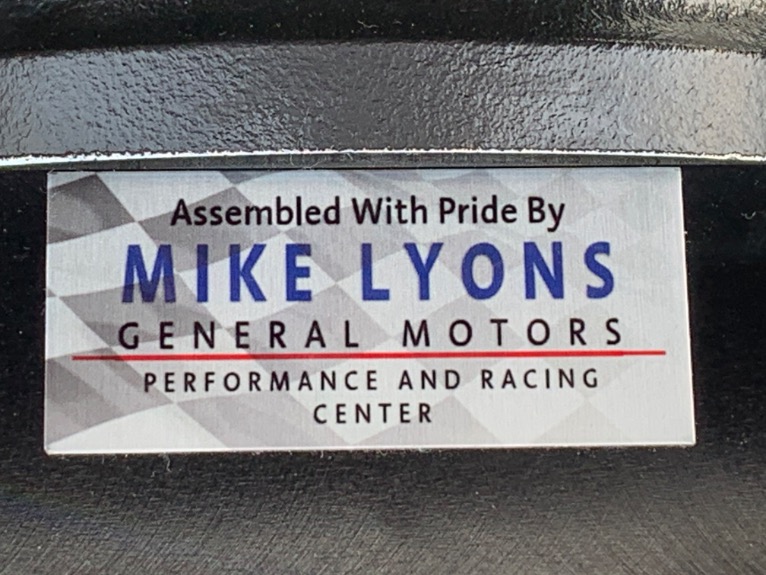 Assembled With Pride By
MIKE LYONS
GENERAL MOTORS
PERFORMANCE AND RACING
CENTER